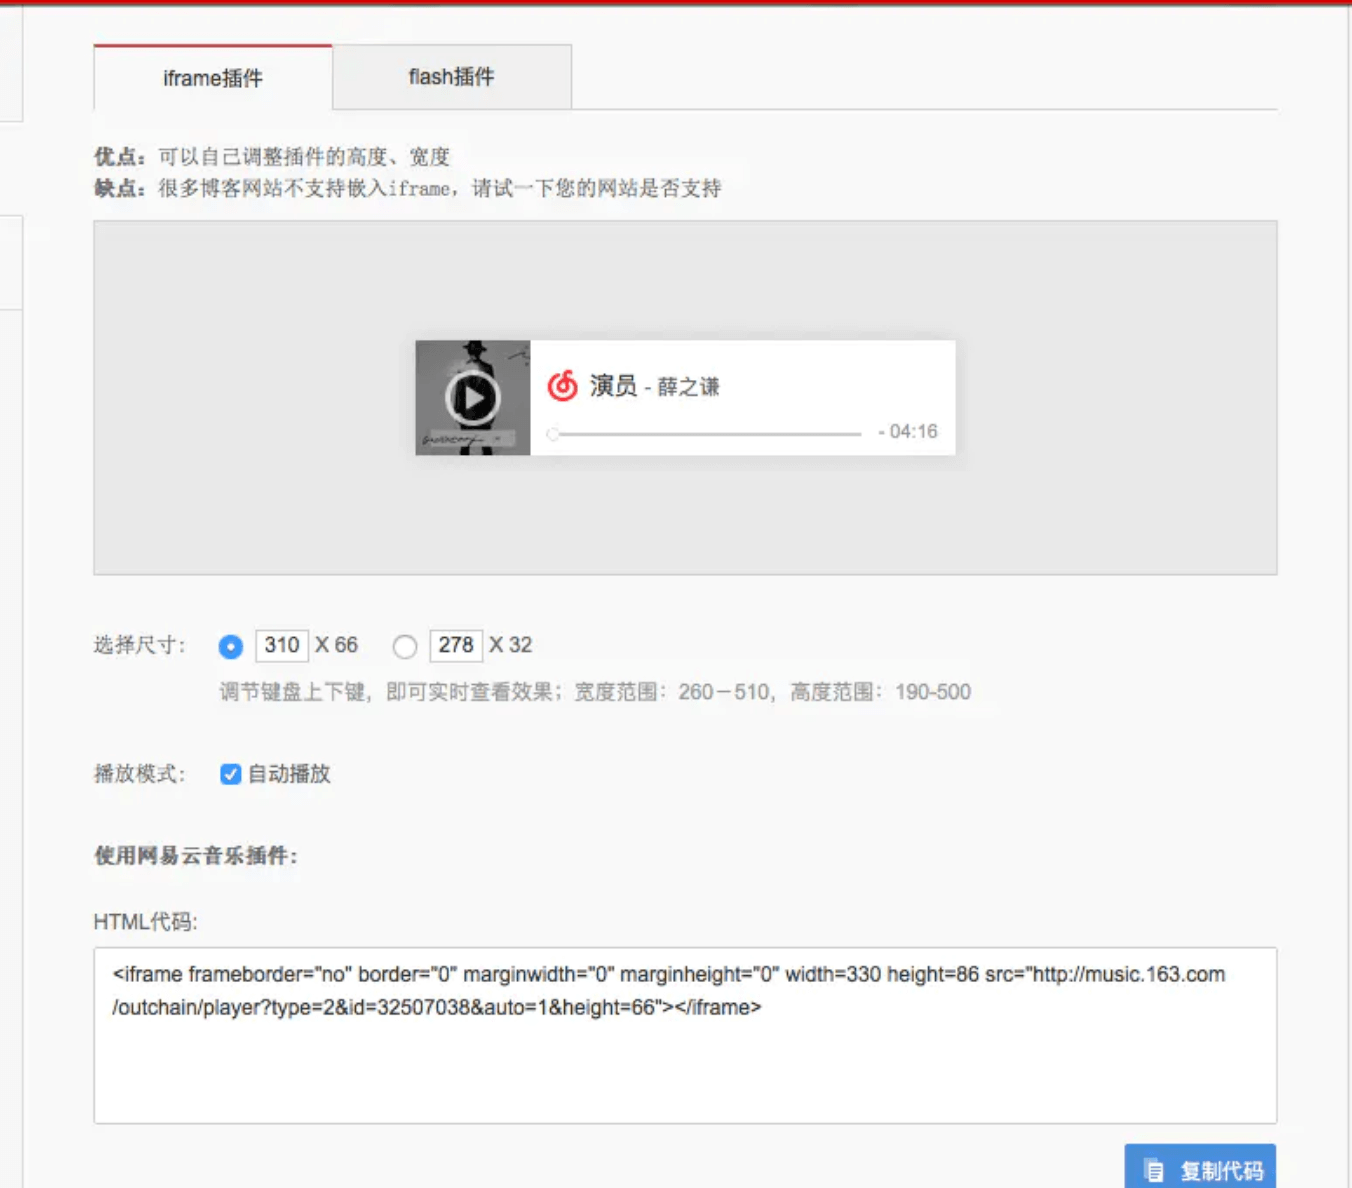 iframe插件
flash插件
优点：可以自己调整插件的高度、宽度
缺点：很多博客网站不支持嵌入iframe，请试一下您的网站是否支持
演员 - 薛之谦
- 04:16
选择尺寸： 310 X 66 278 X 32
调节键盘上下键，即可实时查看效果；宽度范围：260－510，高度范围：190-500
播放模式： 自动播放
使用网易云音乐插件：
HTML代码:
<iframe frameborder="no" border="0" marginwidth="0" marginheight="0" width=330 height=86 src="http://music.163.com
/outchain/player?type=2&id=32507038&auto=1&height=66"></iframe>
复制代码